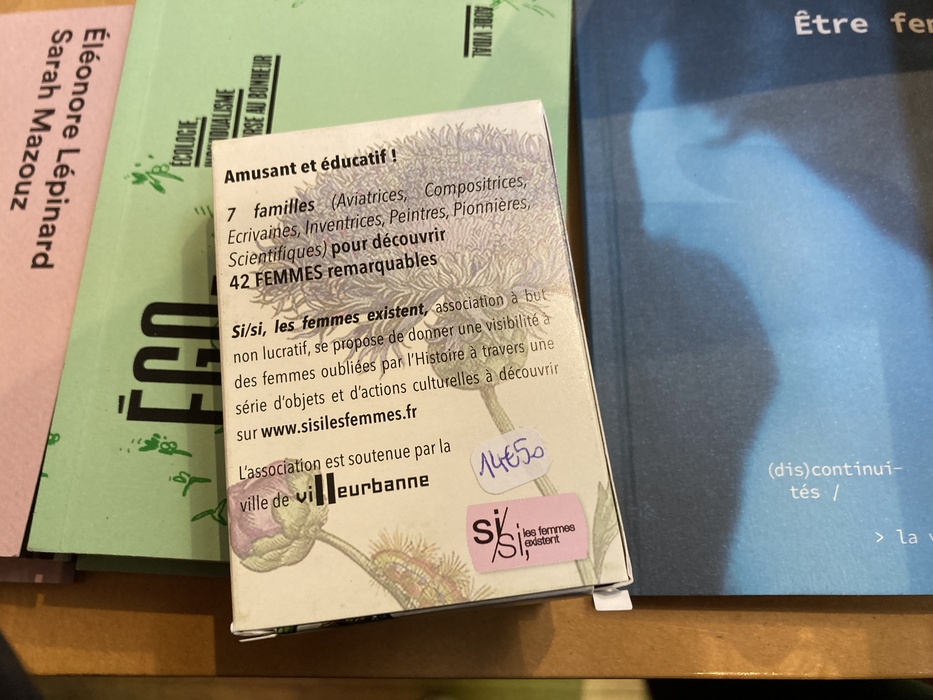 Éléonore Lépinard
Sarah Mazouz
ÉCOLOGIE,
AU BONHEUR
ÉGO
AUDE VIDAL
Amusant et éducatif !
7 familles (Aviatrices, Compositrices,
Ecrivaines, Inventrices, Peintres, Pionnières,
Scientifiques) pour découvrir
42 FEMMES remarquables
Si/si, les femmes existent, association à but
non lucratif, se propose de donner une visibilité à
des femmes oubliées par l'Histoire à travers une
série d'objets et d'actions culturelles à découvrir
sur www.sisilesfemmes.fr
L'association est soutenue par la
ville de villeurbanne
14€50
Si/
Si, les femmes
existent
Être
(dis)continui-
tés /
> la